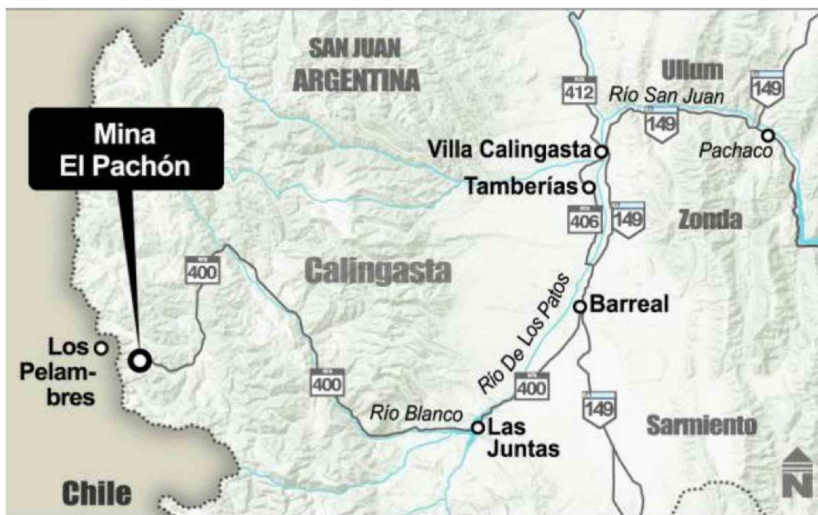 SAN JUAN
ARGENTINA
Ullum
412
Río San Juan
149
149
Mina
El Pachón
Villa Calingasta
Pachaco
Tamberías
406
149
Zonda
400
Calingasta
Río De Los Patos
Barreal
Los
Pelam-
bres
400
400
149
Río Blanco
Las
Juntas
Sarmiento
Chile
N